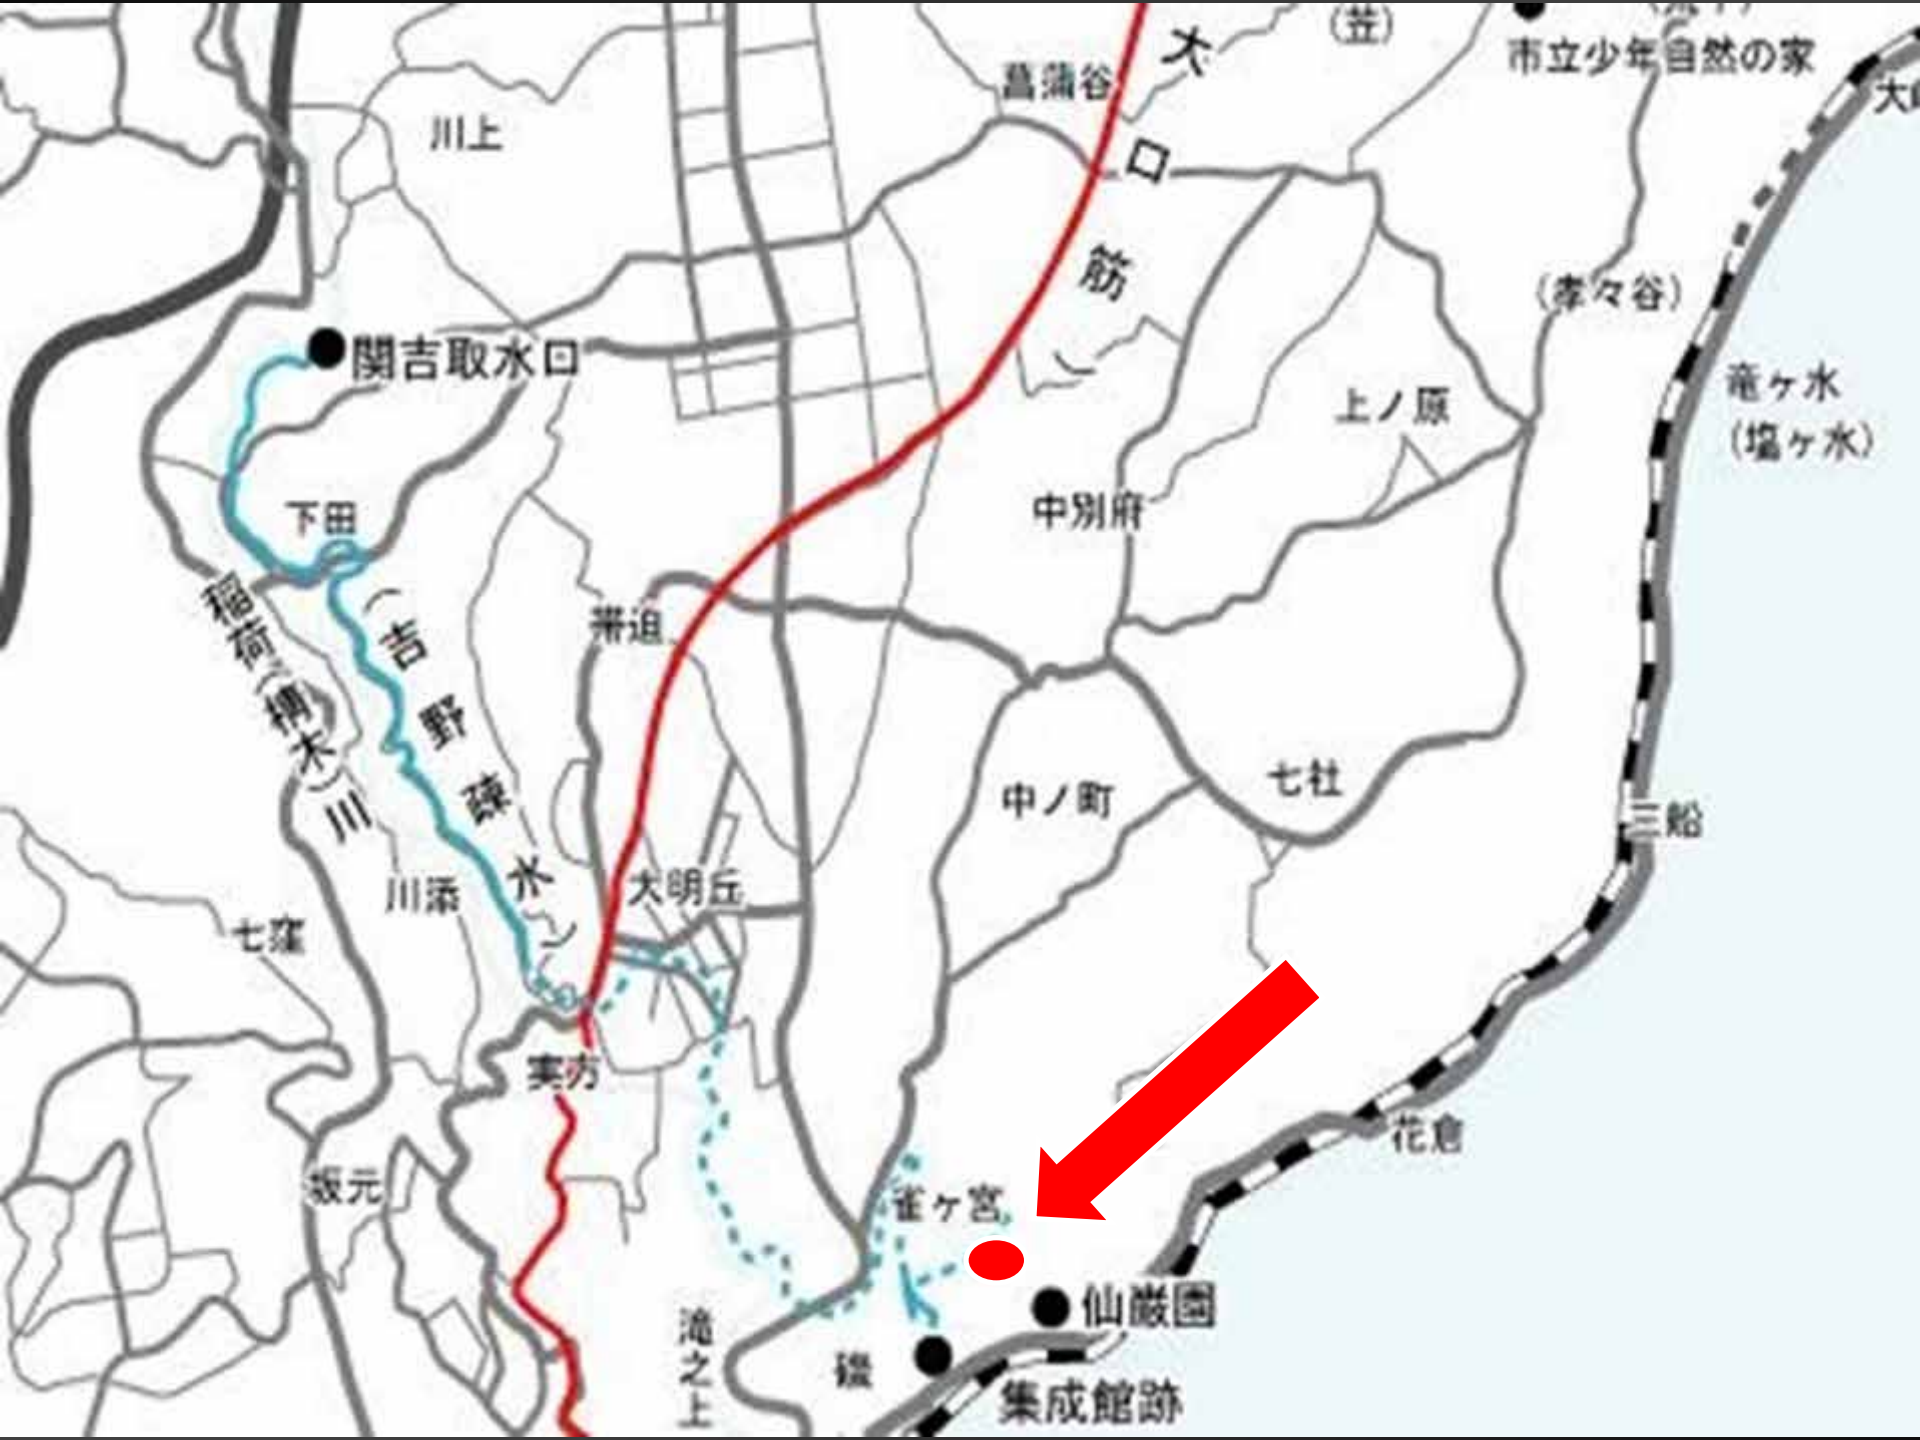 (笠)
市立少年自然の家
菖蒲谷
大口筋
川上
関吉取水口
(孝々谷)
竜ヶ水
(塩ヶ水)
上ノ原
中別府
下田
稲荷(棈木)川
(吉野疎水)
帯迫
中ノ町
七社
三船
大明丘
川添
七窪
実方
花倉
坂元
雀ヶ宮
仙巌園
滝之上
磯
集成館跡